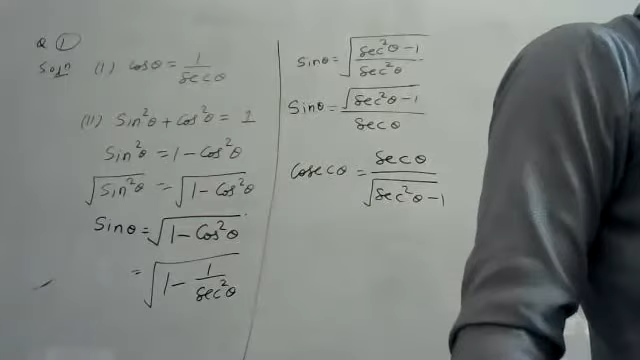 Q ①
Soln (i) cosθ = 1/secθ
(ii) Sin²θ + Cos²θ = 1
Sin²θ = 1 - Cos²θ
√Sin²θ = √(1 - Cos²θ)
Sinθ = √(1 - Cos²θ)
= √(1 - 1/sec²θ)
Sinθ = √((sec²θ - 1)/sec²θ)
Sinθ = √(sec²θ - 1)/secθ
Cosecθ = secθ/√(sec²θ - 1)